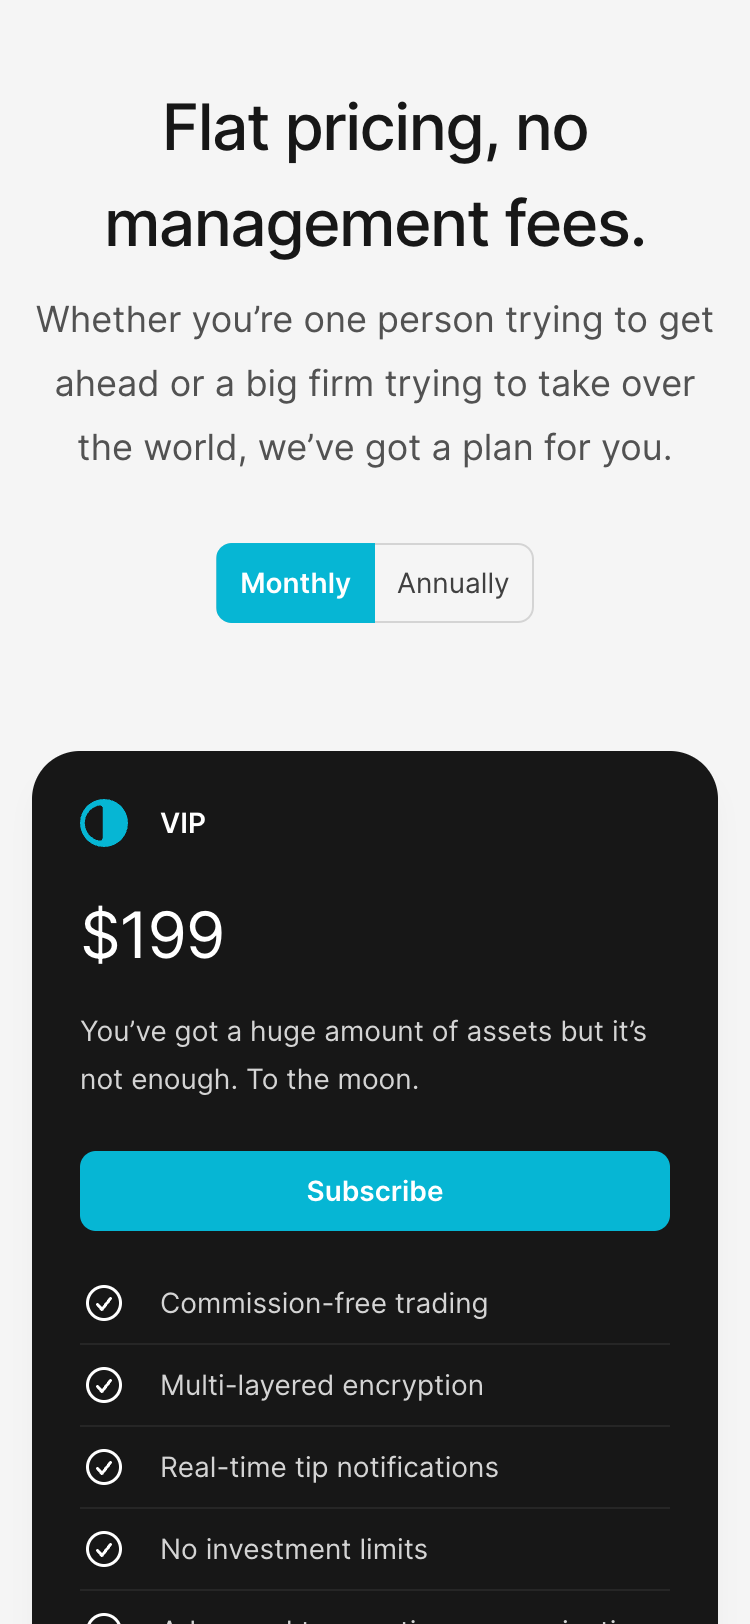 Flat pricing, no
management fees.
Whether you’re one person trying to get
ahead or a big firm trying to take over
the world, we’ve got a plan for you.
Monthly Annually
VIP
$199
You’ve got a huge amount of assets but it’s
not enough. To the moon.
Subscribe
Commission-free trading
Multi-layered encryption
Real-time tip notifications
No investment limits